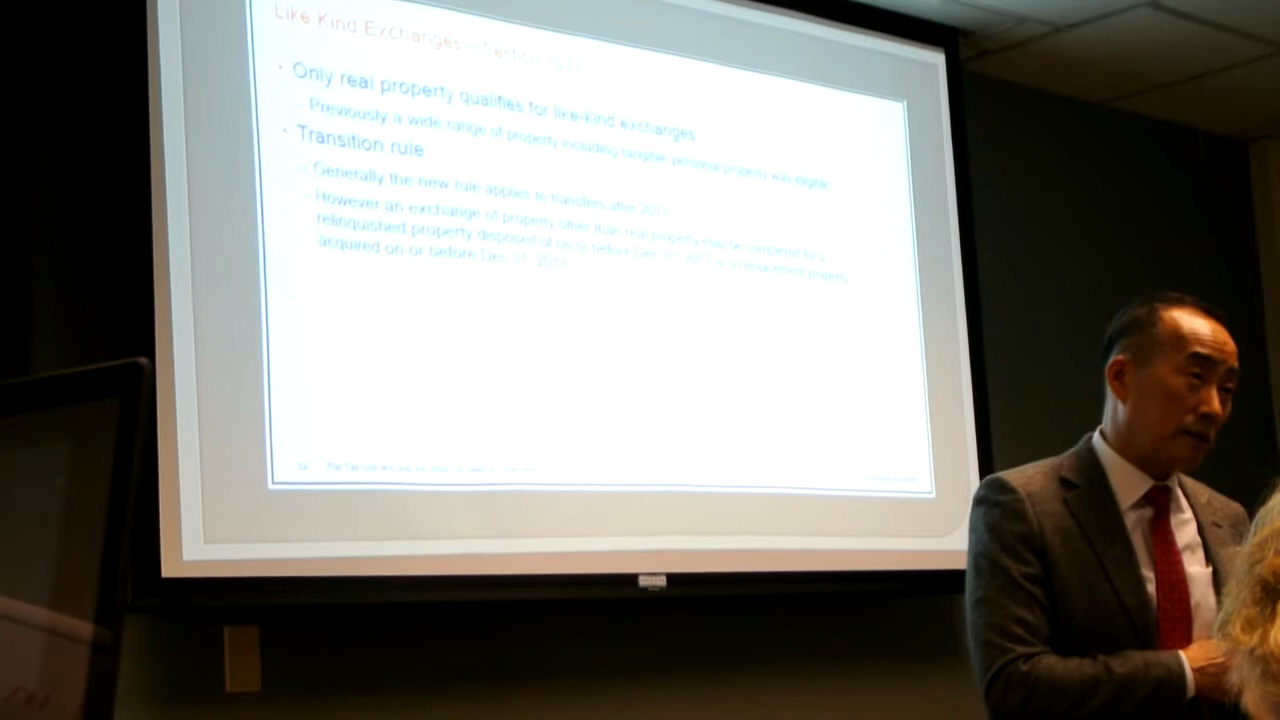 Like Kind Exchanges – Section 1031
• Only real property qualifies for like-kind exchanges
– Previously a wide range of property including tangible personal property was eligible
• Transition rule
– Generally the new rule applies to transfers after 2017
– However an exchange of property other than real property may be completed for a
relinquished property disposed of on or before Dec 31, 2017 or a replacement property
acquired on or before Dec 31, 2017